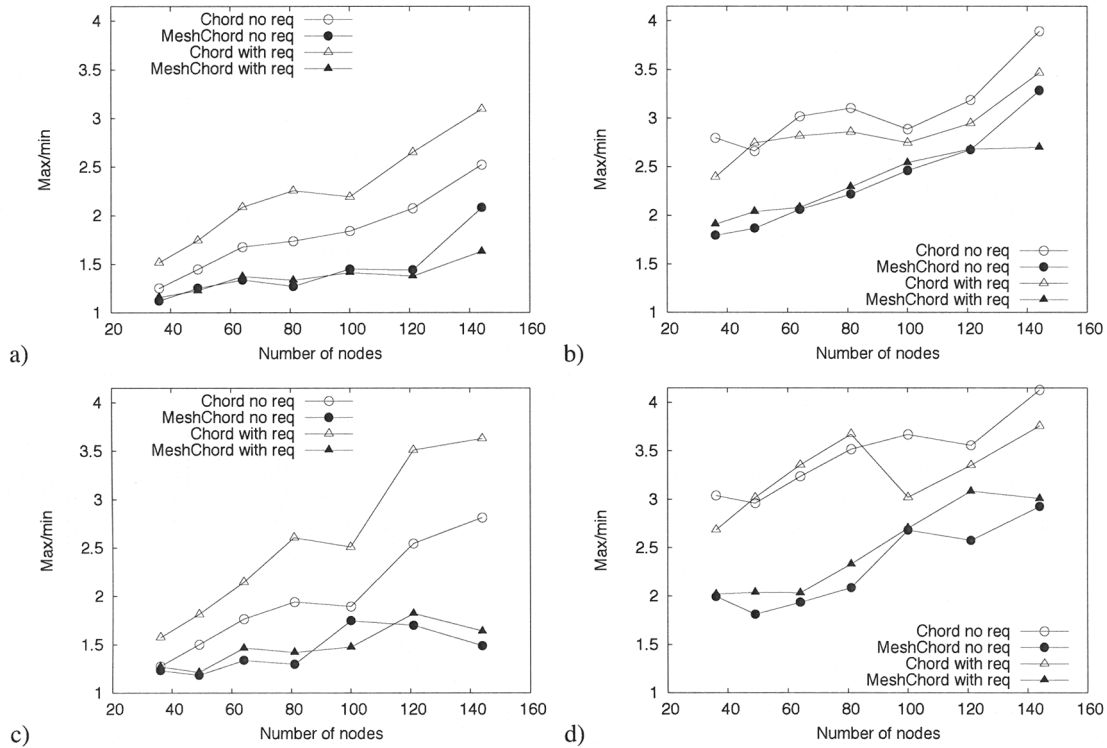 Chord no req
MeshChord no req
Chord with req
MeshChord with req
4
3.5
3
2.5
2
1.5
1
Max/min
20 40 60 80 100 120 140 160
Number of nodes
a)
4
3.5
3
2.5
2
1.5
1
Max/min
Chord no req
MeshChord no req
Chord with req
MeshChord with req
20 40 60 80 100 120 140 160
Number of nodes
b)
Chord no req
MeshChord no req
Chord with req
MeshChord with req
4
3.5
3
2.5
2
1.5
1
Max/min
20 40 60 80 100 120 140 160
Number of nodes
c)
4
3.5
3
2.5
2
1.5
1
Max/min
Chord no req
MeshChord no req
Chord with req
MeshChord with req
20 40 60 80 100 120 140 160
Number of nodes
d)